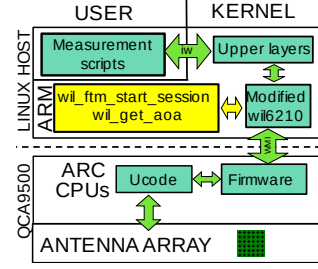 USER
KERNEL
LINUX HOST
Measurement
scripts
iw
Upper layers
ARM
wil_ftm_start_session
wil_get_aoa
Modified
wil6210
WMI
QCA9500
ARC
CPUs
Ucode
Firmware
ANTENNA ARRAY